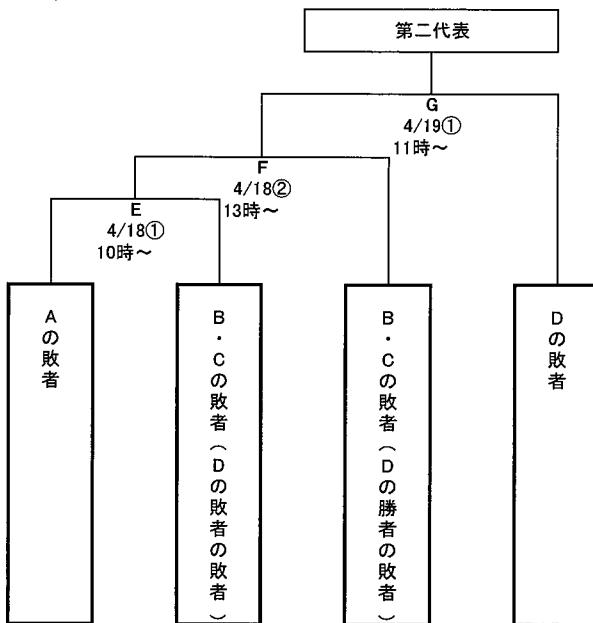 第二代表
G
4/19①
11時～
F
4/18②
13時～
E
4/18①
10時～
Aの敗者
B・Cの敗者(Dの敗者の敗者)
B・Cの敗者(Dの勝者の敗者)
Dの敗者